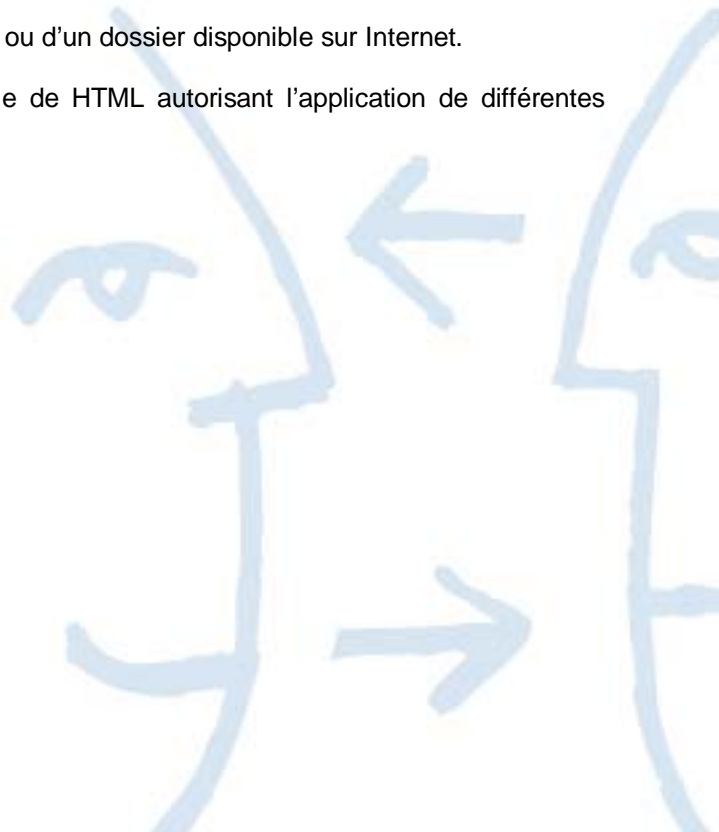 ou d’un dossier disponible sur Internet.
e de HTML autorisant l’application de différentes